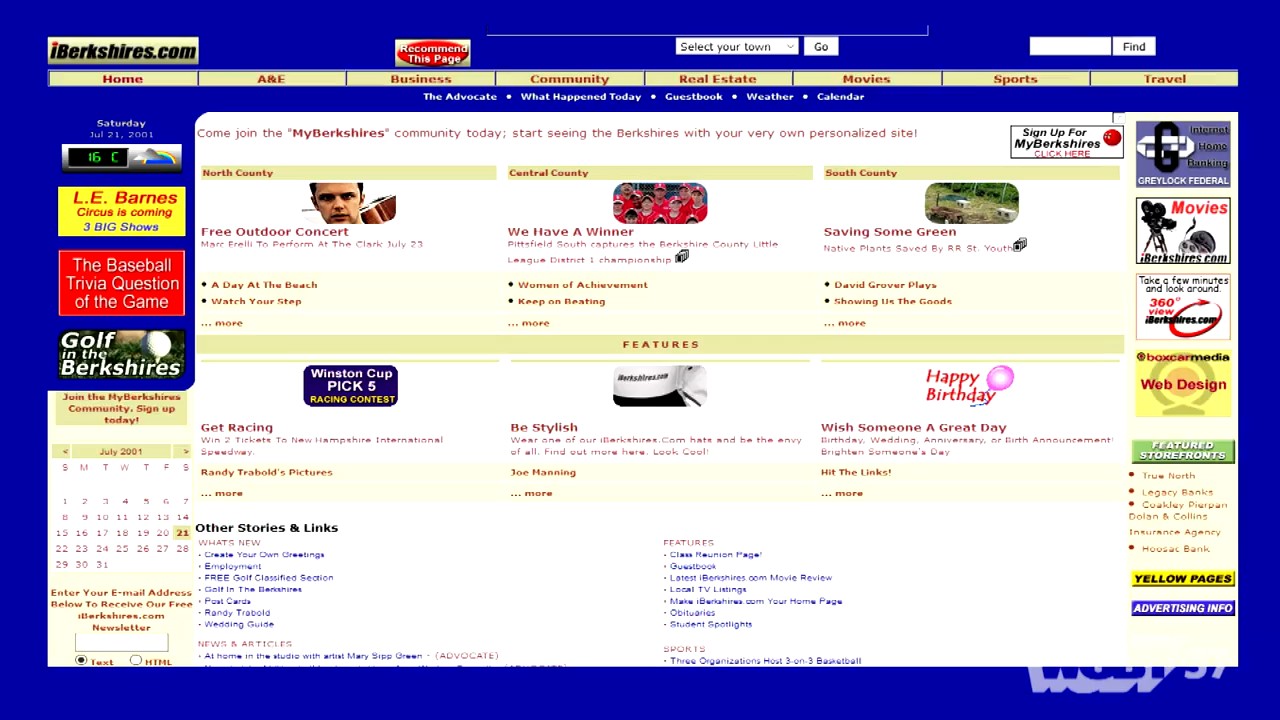 iBerkshires.com
Recommend
This Page
Select your town
Go
Find
Home
A&E
Business
Community
Real Estate
Movies
Sports
Travel
The Advocate • What Happened Today • Guestbook • Weather • Calendar
Saturday
Jul 21, 2001
16 C
L.E. Barnes
Circus is coming
3 BIG Shows
The Baseball
Trivia Question
of the Game
Golf
in the
Berkshires
Join the MyBerkshires
Community. Sign up
today!
< July 2001 >
S M T W T F S
1 2 3 4 5 6 7
8 9 10 11 12 13 14
15 16 17 18 19 20 21
22 23 24 25 26 27 28
29 30 31
Enter Your E-mail Address
Below To Receive Our Free
iBerkshires.com
Newsletter
Text HTML
Come join the "MyBerkshires" community today; start seeing the Berkshires with your very own personalized site!
Sign Up For
MyBerkshires
CLICK HERE
North County
Free Outdoor Concert
Marc Erelli To Perform At The Clark July 23
• A Day At The Beach
• Watch Your Step
... more
Central County
We Have A Winner
Pittsfield South captures the Berkshire County Little
League District 1 championship
• Women of Achievement
• Keep on Beating
... more
South County
Saving Some Green
Native Plants Saved By RR St. Youth
• David Grover Plays
• Showing Us The Goods
... more
FEATURES
Winston Cup
PICK 5
RACING CONTEST
Get Racing
Win 2 Tickets To New Hampshire International
Speedway.
Randy Trabold's Pictures
... more
iBerkshires.com
Be Stylish
Wear one of our iBerkshires.Com hats and be the envy
of all. Find out more here. Look Cool!
Joe Manning
... more
Happy
Birthday
Wish Someone A Great Day
Birthday, Wedding, Anniversary, or Birth Announcement!
Brighten Someone's Day
Hit The Links!
... more
Other Stories & Links
WHATS NEW
· Create Your Own Greetings
· Employment
· FREE Golf Classified Section
· Golf In The Berkshires
· Post Cards
· Randy Trabold
· Wedding Guide
NEWS & ARTICLES
· At home in the studio with artist Mary Sipp Green - (ADVOCATE)
FEATURES
· Class Reunion Page!
· Guestbook
· Latest iBerkshires.com Movie Review
· Local TV Listings
· Make iBerkshires.com Your Home Page
· Obituaries
· Student Spotlights
SPORTS
· Three Organizations Host 3-on-3 Basketball
Internet
Home
Banking
GREYLOCK FEDERAL
Movies
iBerkshires.com
Take a few minutes
and look around.
360°
view
iBerkshires.com
boxcarmedia
Web Design
FEATURED
STOREFRONTS
• True North
• Legacy Banks
• Coakley Pierpan
Dolan & Collins
Insurance Agency
• Hoosac Bank
YELLOW PAGES
ADVERTISING INFO